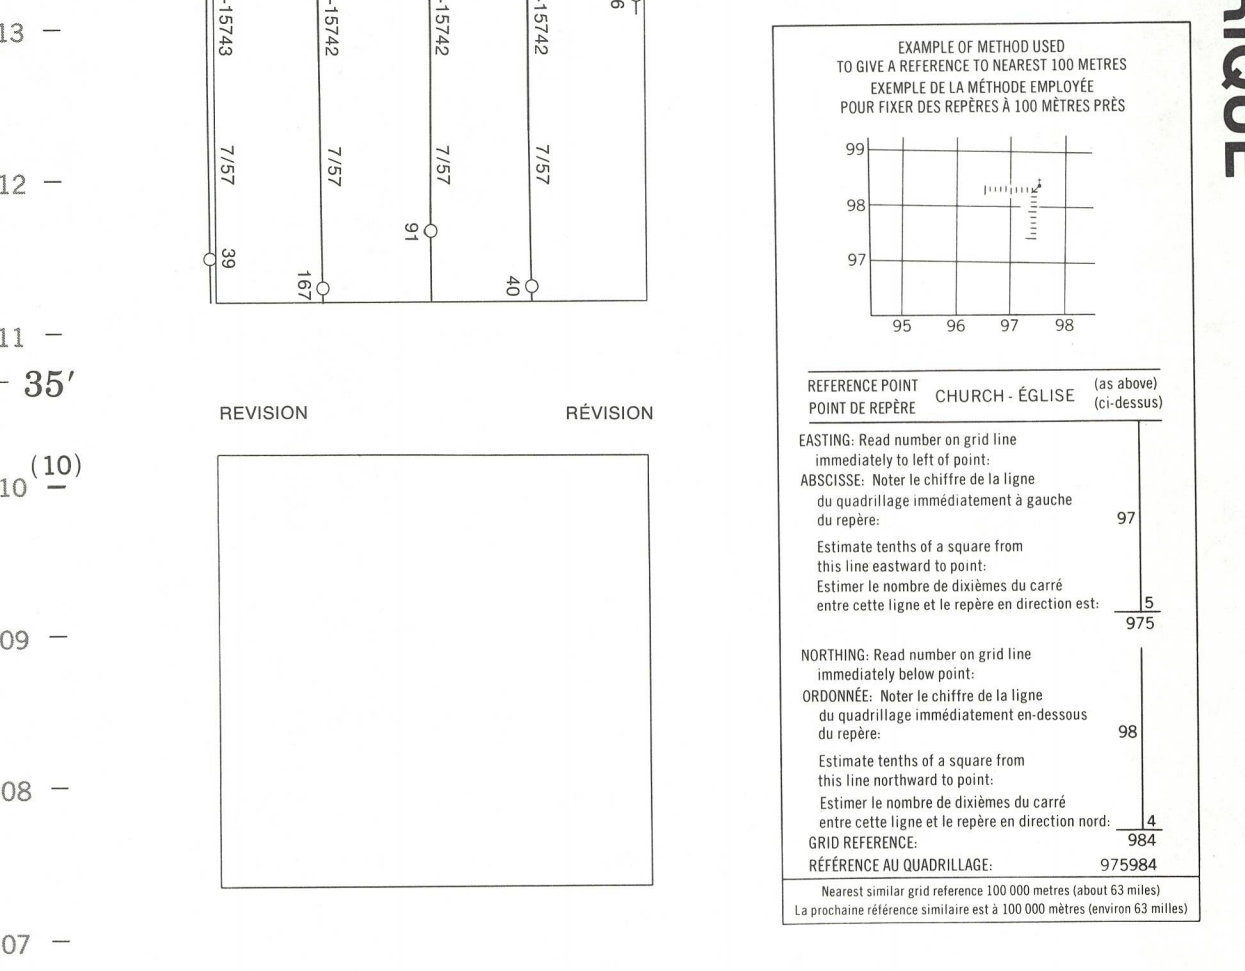 13
12
11
35′
(10)
10
09
08
07
-15743
-15742
-15742
-15742
7/57
7/57
7/57
7/57
39
167
91
40
REVISION RÉVISION
EXAMPLE OF METHOD USED
TO GIVE A REFERENCE TO NEAREST 100 METRES
EXEMPLE DE LA MÉTHODE EMPLOYÉE
POUR FIXER DES REPÈRES À 100 MÈTRES PRÈS
99
98
97
95 96 97 98
REFERENCE POINT
POINT DE REPÈRE
CHURCH - ÉGLISE
(as above)
(ci-dessus)
EASTING: Read number on grid line
immediately to left of point:
ABSCISSE: Noter le chiffre de la ligne
du quadrillage immédiatement à gauche
du repère: 97
Estimate tenths of a square from
this line eastward to point:
Estimer le nombre de dixièmes du carré
entre cette ligne et le repère en direction est: 5
975
NORTHING: Read number on grid line
immediately below point:
ORDONNÉE: Noter le chiffre de la ligne
du quadrillage immédiatement en-dessous
du repère: 98
Estimate tenths of a square from
this line northward to point:
Estimer le nombre de dixièmes du carré
entre cette ligne et le repère en direction nord: 4
GRID REFERENCE: 984
RÉFÉRENCE AU QUADRILLAGE: 975984
Nearest similar grid reference 100 000 metres (about 63 miles)
La prochaine référence similaire est à 100 000 mètres (environ 63 milles)